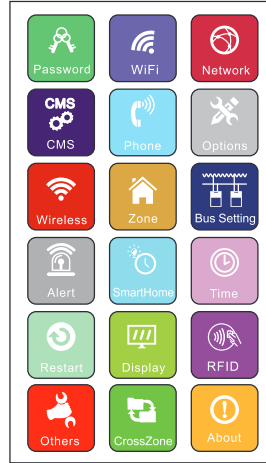 Password
WiFi
Network
CMS
CMS
Phone
Options
Wireless
Zone
Bus Setting
Alert
SmartHome
Time
Restart
Display
RFID
Others
CrossZone
About